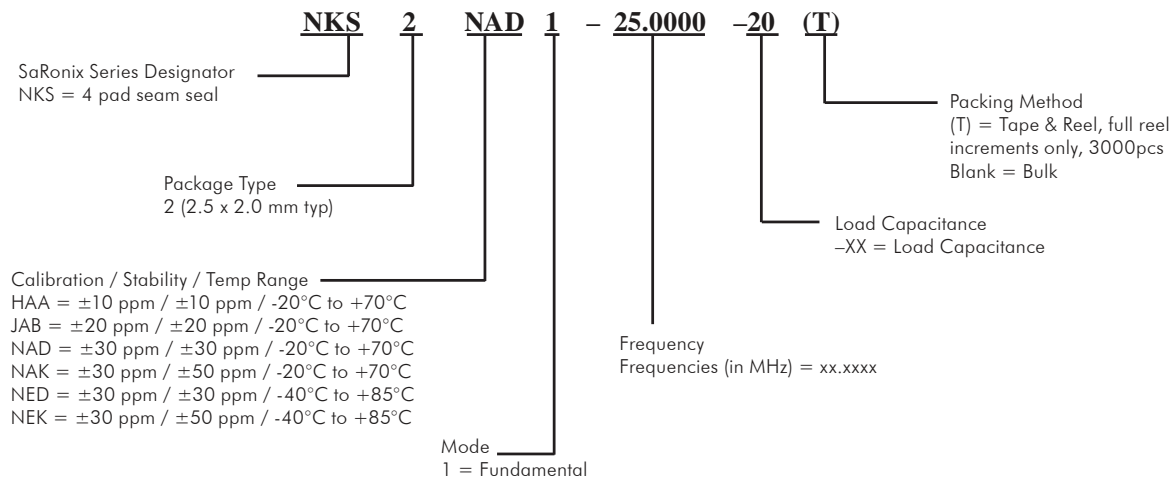 NKS 2 NAD 1 – 25.0000 –20 (T)
SaRonix Series Designator
NKS = 4 pad seam seal
Packing Method
(T) = Tape & Reel, full reel
increments only, 3000pcs
Blank = Bulk
Package Type
2 (2.5 x 2.0 mm typ)
Load Capacitance
–XX = Load Capacitance
Calibration / Stability / Temp Range
HAA = ±10 ppm / ±10 ppm / -20°C to +70°C
JAB = ±20 ppm / ±20 ppm / -20°C to +70°C
NAD = ±30 ppm / ±30 ppm / -20°C to +70°C
NAK = ±30 ppm / ±50 ppm / -20°C to +70°C
NED = ±30 ppm / ±30 ppm / -40°C to +85°C
NEK = ±30 ppm / ±50 ppm / -40°C to +85°C
Frequency
Frequencies (in MHz) = xx.xxxx
Mode
1 = Fundamental